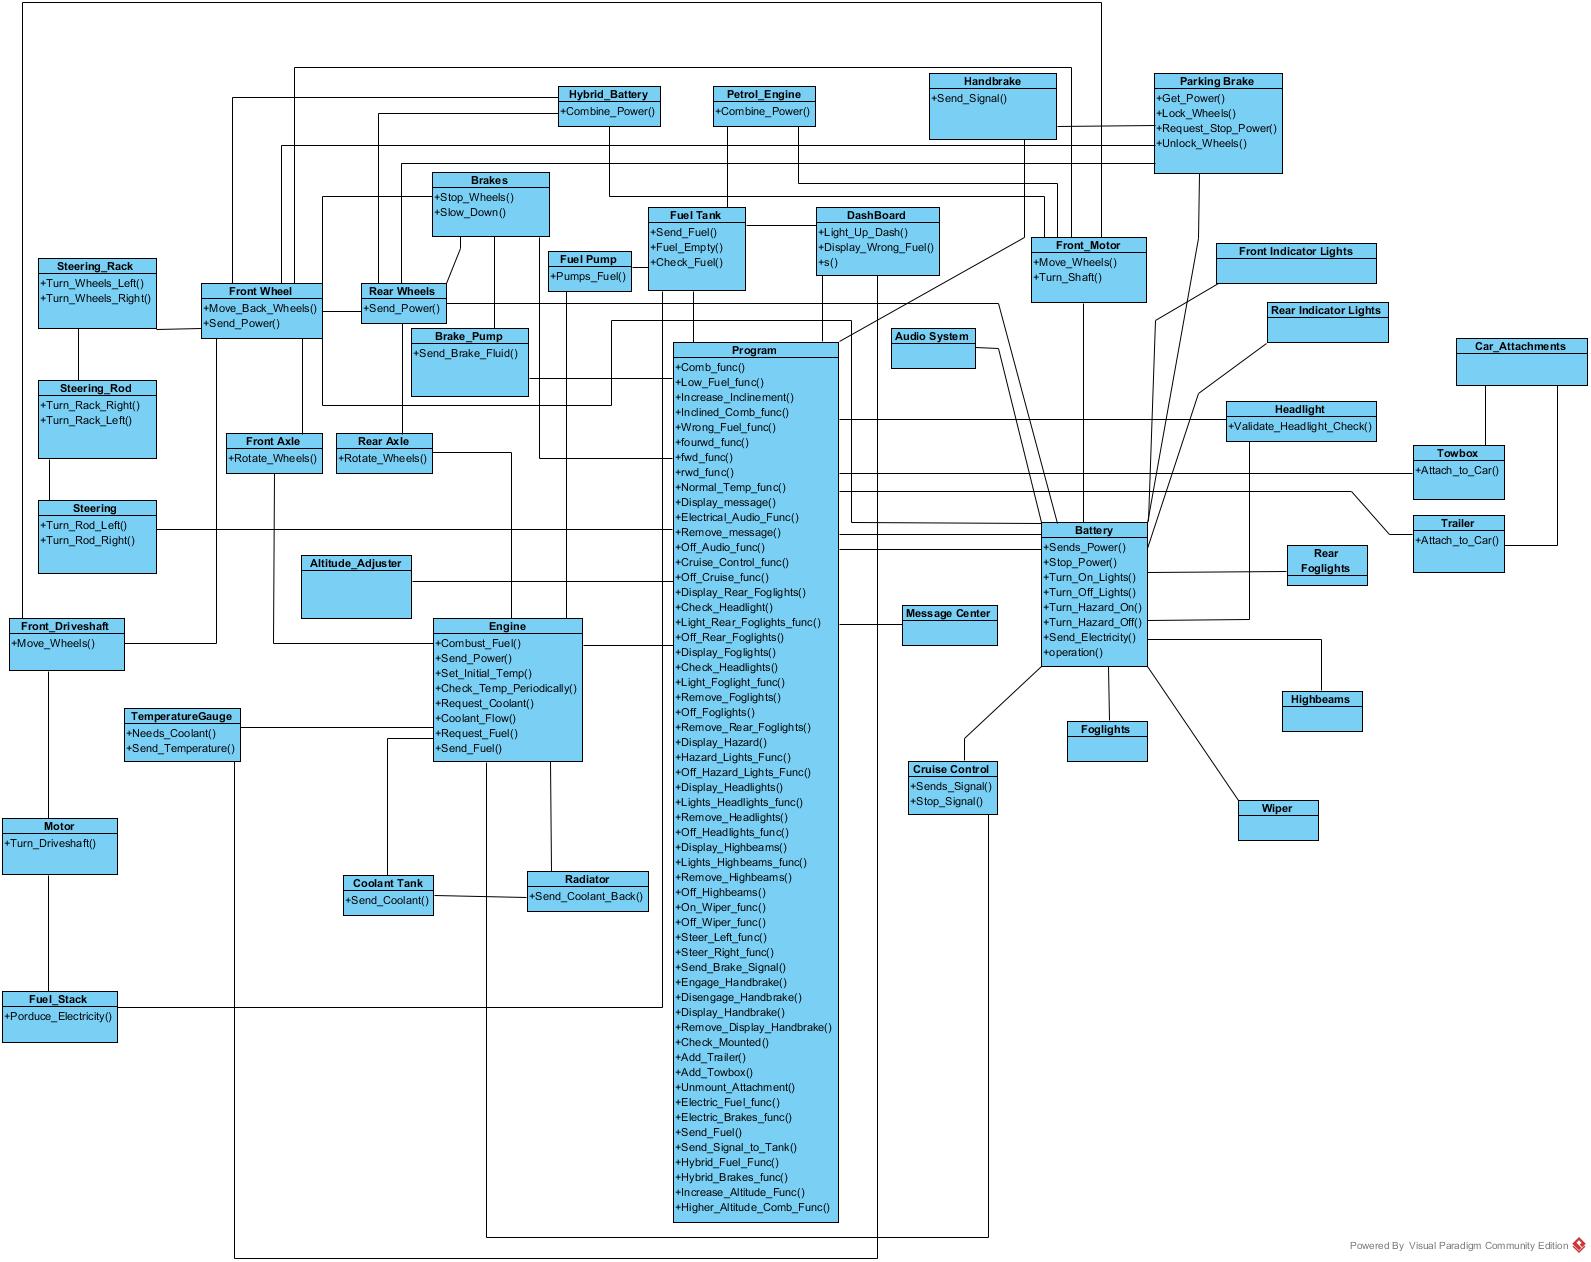 Hybrid_Battery
+Combine_Power()
Petrol_Engine
+Combine_Power()
Handbrake
+Send_Signal()
Parking Brake
+Get_Power()
+Lock_Wheels()
+Request_Stop_Power()
+Unlock_Wheels()
Brakes
+Stop_Wheels()
+Slow_Down()
Fuel Tank
+Send_Fuel()
+Fuel_Empty()
+Check_Fuel()
DashBoard
+Light_Up_Dash()
+Display_Wrong_Fuel()
+s()
Front_Motor
+Move_Wheels()
+Turn_Shaft()
Front Indicator Lights
Fuel Pump
+Pumps_Fuel()
Steering_Rack
+Turn_Wheels_Left()
+Turn_Wheels_Right()
Front Wheel
+Move_Back_Wheels()
+Send_Power()
Rear Wheels
+Send_Power()
Rear Indicator Lights
Brake_Pump
+Send_Brake_Fluid()
Audio System
Car_Attachments
Program
+Comb_func()
+Low_Fuel_func()
+Increase_Inclinement()
+Inclined_Comb_func()
+Wrong_Fuel_func()
+fourwd_func()
+fwd_func()
+rwd_func()
+Normal_Temp_func()
+Display_message()
+Electrical_Audio_Func()
+Remove_message()
+Off_Audio_func()
+Cruise_Control_func()
+Off_Cruise_func()
+Display_Rear_Foglights()
+Check_Headlight()
+Light_Rear_Foglights_func()
+Off_Rear_Foglights()
+Display_Foglights()
+Check_Headlights()
+Light_Foglight_func()
+Remove_Foglights()
+Off_Foglights()
+Remove_Rear_Foglights()
+Display_Hazard()
+Hazard_Lights_Func()
+Off_Hazard_Lights_Func()
+Display_Headlights()
+Lights_Headlights_func()
+Remove_Headlights()
+Off_Headlights_func()
+Display_Highbeams()
+Lights_Highbeams_func()
+Remove_Highbeams()
+Off_Highbeams()
+On_Wiper_func()
+Off_Wiper_func()
+Steer_Left_func()
+Steer_Right_func()
+Send_Brake_Signal()
+Engage_Handbrake()
+Disengage_Handbrake()
+Display_Handbrake()
+Remove_Display_Handbrake()
+Check_Mounted()
+Add_Trailer()
+Add_Towbox()
+Unmount_Attachment()
+Electric_Fuel_func()
+Electric_Brakes_func()
+Send_Fuel()
+Send_Signal_to_Tank()
+Hybrid_Fuel_Func()
+Hybrid_Brakes_func()
+Increase_Altitude_Func()
+Higher_Altitude_Comb_Func()
Steering_Rod
+Turn_Rack_Right()
+Turn_Rack_Left()
Headlight
+Validate_Headlight_Check()
Front Axle
+Rotate_Wheels()
Rear Axle
+Rotate_Wheels()
Towbox
+Attach_to_Car()
Steering
+Turn_Rod_Left()
+Turn_Rod_Right()
Trailer
+Attach_to_Car()
Battery
+Sends_Power()
+Stop_Power()
+Turn_On_Lights()
+Turn_Off_Lights()
+Turn_Hazard_On()
+Turn_Hazard_Off()
+Send_Electricity()
+operation()
Rear
Foglights
Altitude_Adjuster
Message Center
Front_Driveshaft
+Move_Wheels()
Engine
+Combust_Fuel()
+Send_Power()
+Set_Initial_Temp()
+Check_Temp_Periodically()
+Request_Coolant()
+Coolant_Flow()
+Request_Fuel()
+Send_Fuel()
Highbeams
TemperatureGauge
+Needs_Coolant()
+Send_Temperature()
Foglights
Cruise Control
+Sends_Signal()
+Stop_Signal()
Wiper
Motor
+Turn_Driveshaft()
Coolant Tank
+Send_Coolant()
Radiator
+Send_Coolant_Back()
Fuel_Stack
+Porduce_Electricity()
Powered By Visual Paradigm Community Edition